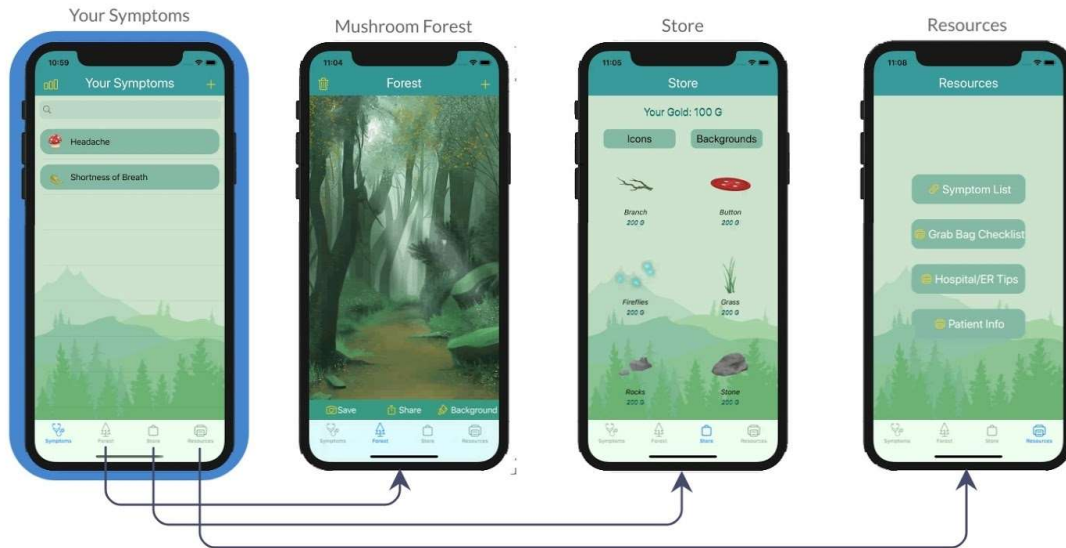 Your Symptoms
10:59
Your Symptoms
Headache
Shortness of Breath
Symptoms Forest Store Resources
Mushroom Forest
11:04
Forest
Save Share Background
Symptoms Forest Store Resources
Store
11:05
Store
Your Gold: 100 G
Icons Backgrounds
Branch Button
200 G 200 G
Fireflies Grass
200 G 200 G
Rocks Stone
200 G 200 G
Symptoms Forest Store Resources
Resources
11:08
Resources
Symptom List
Grab Bag Checklist
Hospital/ER Tips
Patient Info
Symptoms Forest Store Resources